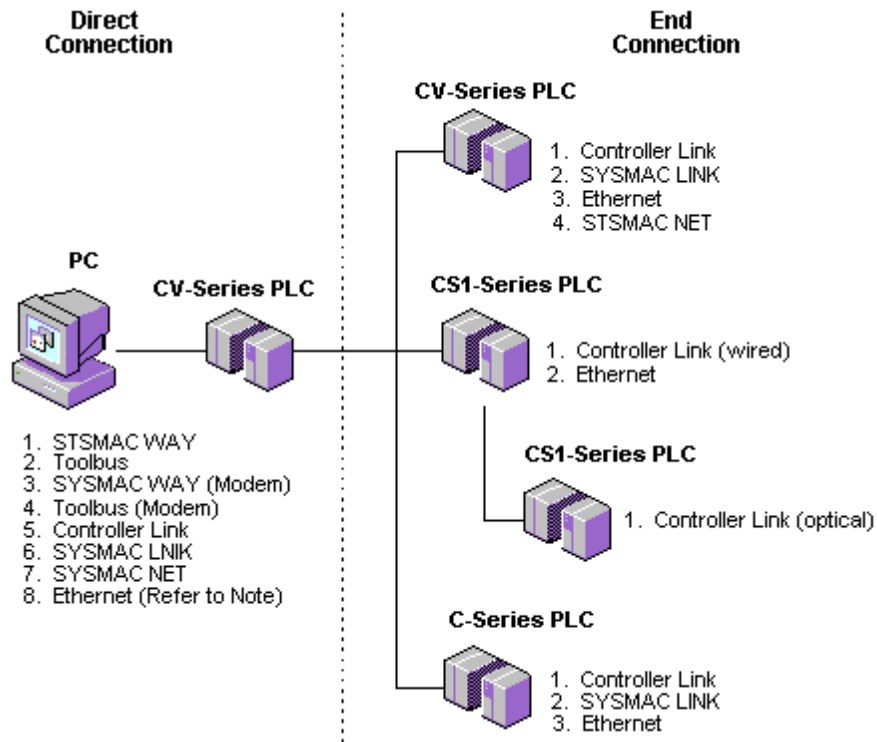 Direct
Connection
End
Connection
CV-Series PLC
1. Controller Link
2. SYSMAC LINK
3. Ethernet
4. STSMAC NET
PC
CV-Series PLC
CS1-Series PLC
1. Controller Link (wired)
2. Ethernet
1. STSMAC WAY
2. Toolbus
3. SYSMAC WAY (Modem)
4. Toolbus (Modem)
5. Controller Link
6. SYSMAC LNIK
7. SYSMAC NET
8. Ethernet (Refer to Note)
CS1-Series PLC
1. Controller Link (optical)
C-Series PLC
1. Controller Link
2. SYSMAC LINK
3. Ethernet